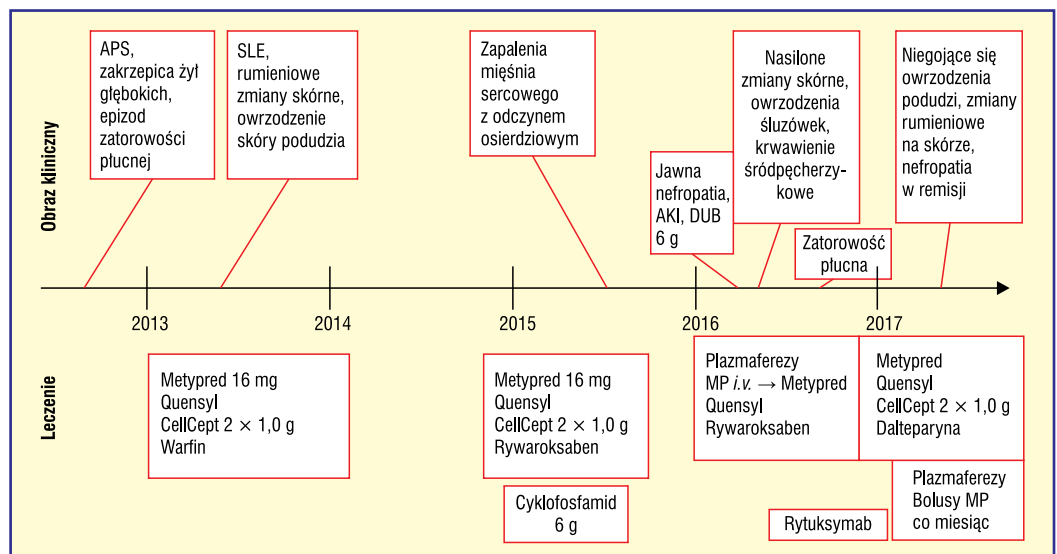 Obraz kliniczny
APS,
zakrzepica żył
głębokich,
epizod
zatorowości
płucnej
SLE,
rumieniowe
zmiany skórne,
owrzodzenie
skóry podudzia
Zapalenia
mięśnia
sercowego
z odczynem
osierdziowym
Jawna
nefropatia,
AKI, DUB
6 g
Nasilone
zmiany skórne,
owrzodzenia
śluzówek,
krwawienie
śródpęcherzy-
kowe
Zatorowość
płucna
Niegojące się
owrzodzenia
podudzi, zmiany
rumieniowe
na skórze,
nefropatia
w remisji
2013
2014
2015
2016
2017
Leczenie
Metypred 16 mg
Quensyl
CellCept 2 × 1,0 g
Warfin
Metypred 16 mg
Quensyl
CellCept 2 × 1,0 g
Rywaroksaben
Cyklofosfamid
6 g
Plazmaferezy
MP i.v. → Metypred
Quensyl
Rywaroksaben
Rytuksymab
Metypred
Quensyl
CellCept 2 × 1,0 g
Dalteparyna
Plazmaferezy
Bolusy MP
co miesiąc